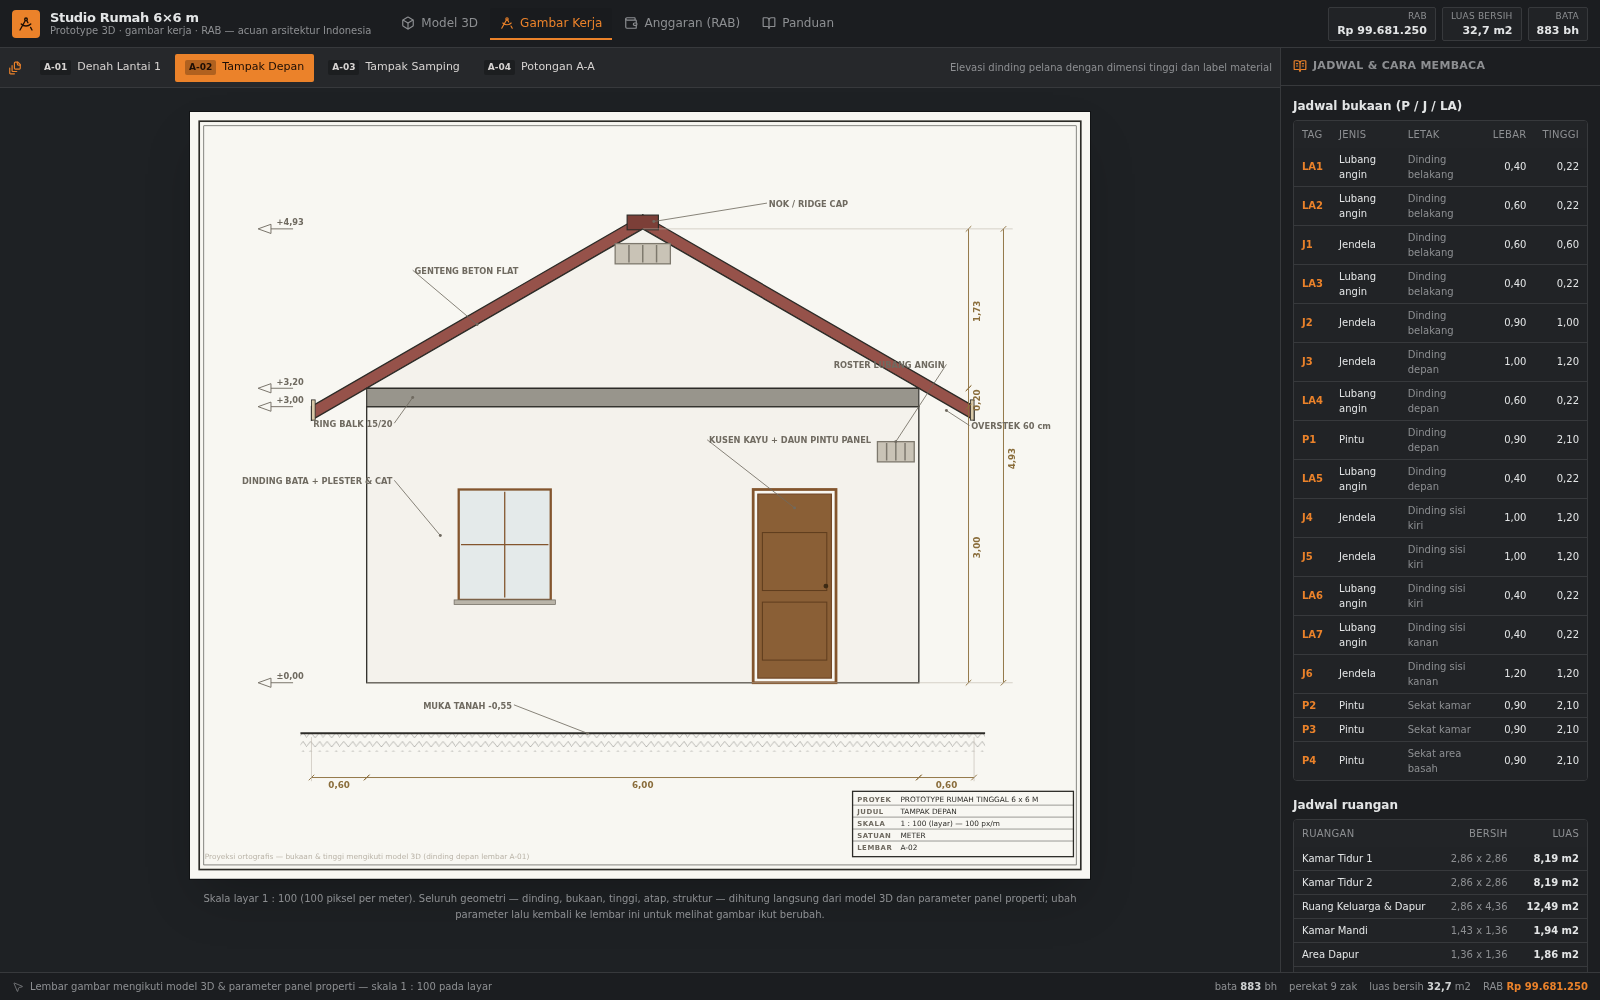 Studio Rumah 6×6 m
Prototype 3D · gambar kerja · RAB — acuan arsitektur Indonesia
Model 3D
Gambar Kerja
Anggaran (RAB)
Panduan
RAB
Rp 99.681.250
LUAS BERSIH
32,7 m2
BATA
883 bh
A-01 Denah Lantai 1
A-02 Tampak Depan
A-03 Tampak Samping
A-04 Potongan A-A
Elevasi dinding pelana dengan dimensi tinggi dan label material
NOK / RIDGE CAP
+4,93
GENTENG BETON FLAT
1,73
ROSTER ANGIN
+3,20
+3,00
0,20
RING BALK 15/20
OVERSTEK 60 cm
KUSEN KAYU + DAUN PINTU PANEL
4,93
DINDING BATA + PLESTER & CAT
3,00
±0,00
MUKA TANAH -0,55
0,60
6,00
0,60
PROYEK PROTOTYPE RUMAH TINGGAL 6 x 6 M
JUDUL TAMPAK DEPAN
SKALA 1 : 100 (layar) — 100 px/m
SATUAN METER
LEMBAR A-02
Proyeksi ortografis — bukaan & tinggi mengikuti model 3D (dinding depan lembar A-01)
Skala layar 1 : 100 (100 piksel per meter). Seluruh geometri — dinding, bukaan, tinggi, atap, struktur — dihitung langsung dari model 3D dan parameter panel properti; ubah
parameter lalu kembali ke lembar ini untuk melihat gambar ikut berubah.
JADWAL & CARA MEMBACA
Jadwal bukaan (P / J / LA)
TAG JENIS LETAK LEBAR TINGGI
LA1 Lubang angin Dinding belakang 0,40 0,22
LA2 Lubang angin Dinding belakang 0,60 0,22
J1 Jendela Dinding belakang 0,60 0,60
LA3 Lubang angin Dinding belakang 0,40 0,22
J2 Jendela Dinding belakang 0,90 1,00
J3 Jendela Dinding depan 1,00 1,20
LA4 Lubang angin Dinding depan 0,60 0,22
P1 Pintu Dinding depan 0,90 2,10
LA5 Lubang angin Dinding depan 0,40 0,22
J4 Jendela Dinding sisi kiri 1,00 1,20
J5 Jendela Dinding sisi kiri 1,00 1,20
LA6 Lubang angin Dinding sisi kiri 0,40 0,22
LA7 Lubang angin Dinding sisi kanan 0,40 0,22
J6 Jendela Dinding sisi kanan 1,20 1,20
P2 Pintu Sekat kamar 0,90 2,10
P3 Pintu Sekat kamar 0,90 2,10
P4 Pintu Sekat area basah 0,90 2,10
Jadwal ruangan
RUANGAN BERSIH LUAS
Kamar Tidur 1 2,86 x 2,86 8,19 m2
Kamar Tidur 2 2,86 x 2,86 8,19 m2
Ruang Keluarga & Dapur 2,86 x 4,36 12,49 m2
Kamar Mandi 1,43 x 1,36 1,94 m2
Area Dapur 1,36 x 1,36 1,86 m2
Lembar gambar mengikuti model 3D & parameter panel properti — skala 1 : 100 pada layar
bata 883 bh perekat 9 zak luas bersih 32,7 m2 RAB Rp 99.681.250